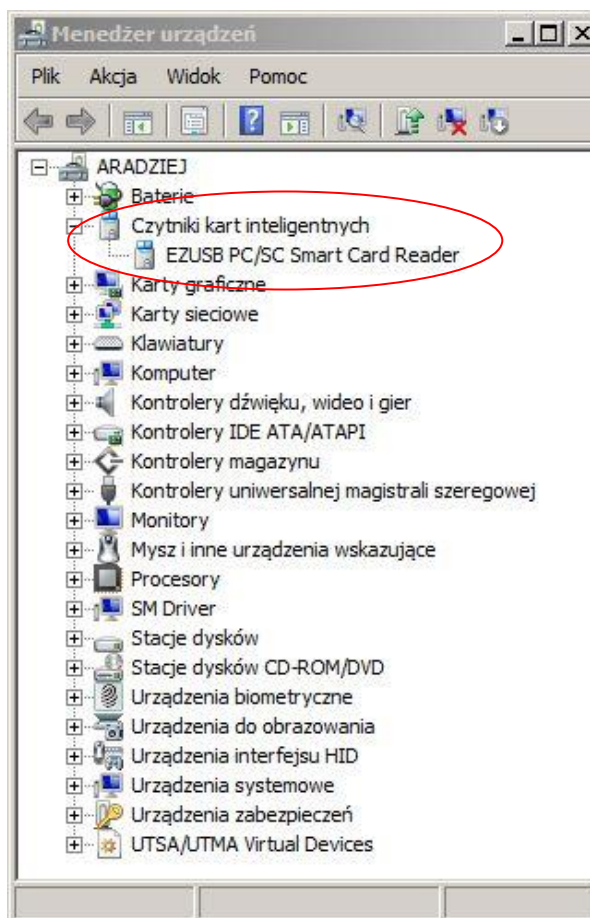 Menedżer urządzeń
Plik Akcja Widok Pomoc
ARADZIEJ
Baterie
Czytniki kart inteligentnych
EZUSB PC/SC Smart Card Reader
Karty graficzne
Karty sieciowe
Klawiatury
Komputer
Kontrolery dźwięku, wideo i gier
Kontrolery IDE ATA/ATAPI
Kontrolery magazynu
Kontrolery uniwersalnej magistrali szeregowej
Monitory
Mysz i inne urządzenia wskazujące
Procesory
SM Driver
Stacje dysków
Stacje dysków CD-ROM/DVD
Urządzenia biometryczne
Urządzenia do obrazowania
Urządzenia interfejsu HID
Urządzenia systemowe
Urządzenia zabezpieczeń
UTSA/UTMA Virtual Devices